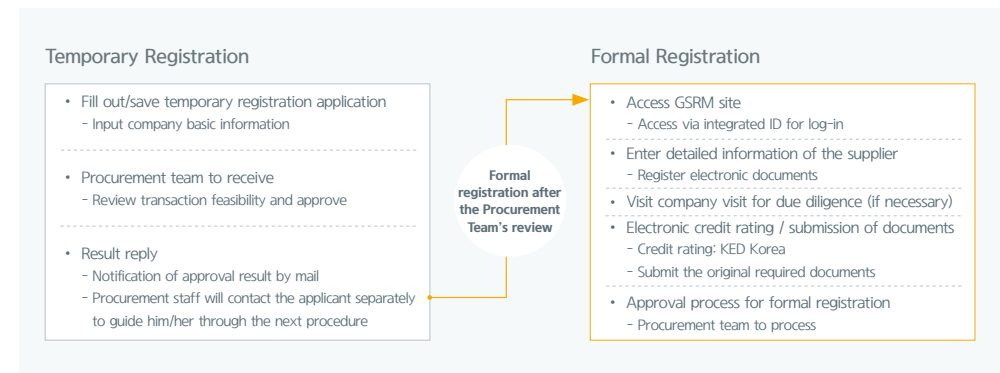 Temporary Registration
• Fill out/save temporary registration application
- Input company basic information
• Procurement team to receive
- Review transaction feasibility and approve
• Result reply
- Notification of approval result by mail
- Procurement staff will contact the applicant separately
to guide him/her through the next procedure
Formal
registration after
the Procurement
Team's review
Formal Registration
• Access GSRM site
- Access via integrated ID for log-in
• Enter detailed information of the supplier
- Register electronic documents
• Visit company visit for due diligence (if necessary)
• Electronic credit rating / submission of documents
- Credit rating: KED Korea
- Submit the original required documents
• Approval process for formal registration
- Procurement team to process